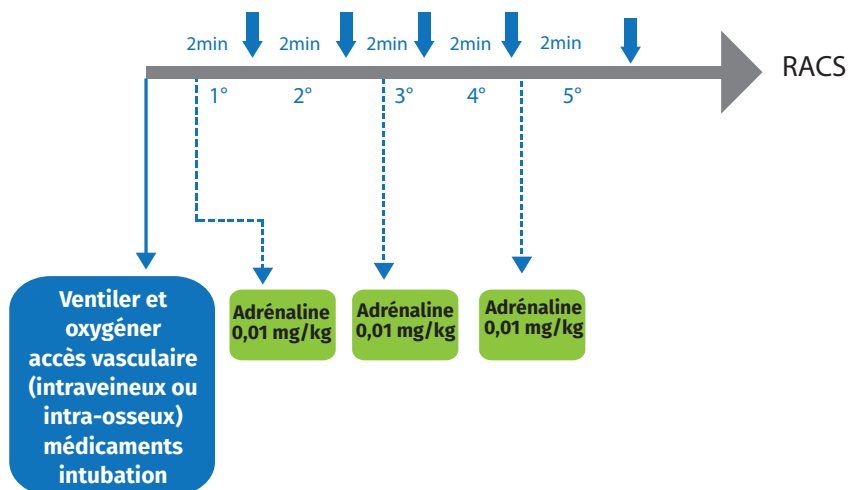 2min
2min
2min
2min
2min
RACS
1°
2°
3°
4°
5°
Ventiler et
oxygéner
accès vasculaire
(intraveineux ou
intra-osseux)
médicaments
intubation
Adrénaline
0,01 mg/kg
Adrénaline
0,01 mg/kg
Adrénaline
0,01 mg/kg